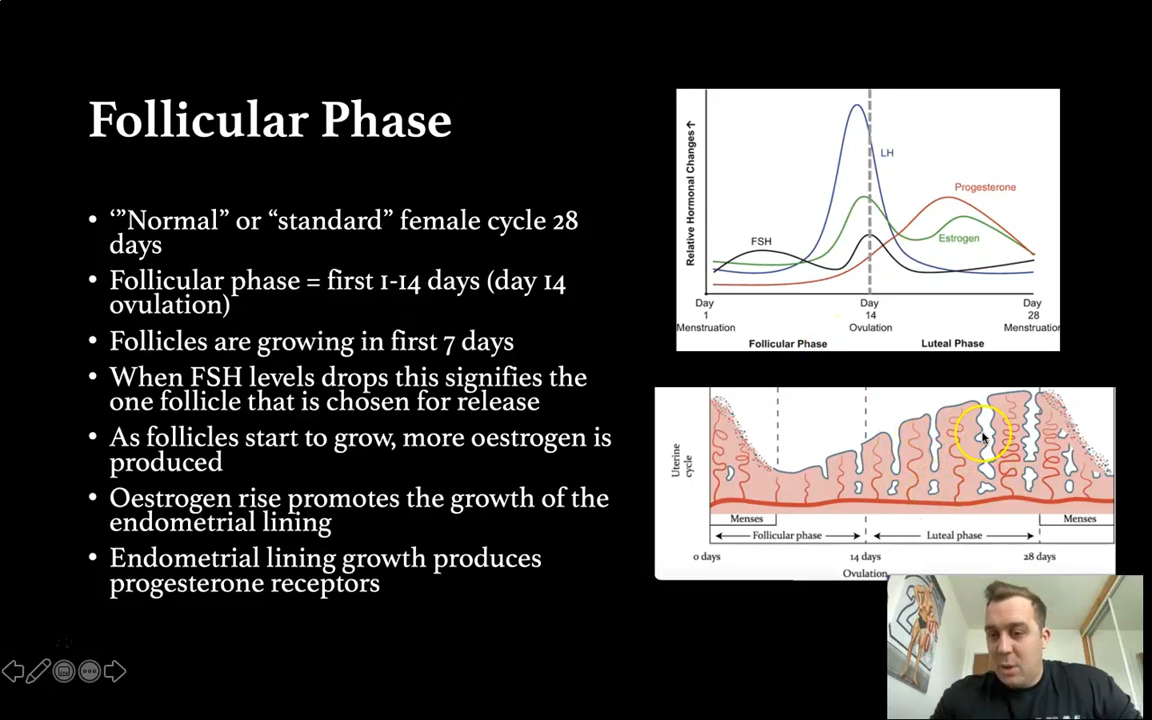 Follicular Phase
• ‘”Normal” or “standard” female cycle 28
days
• Follicular phase = first 1-14 days (day 14
ovulation)
• Follicles are growing in first 7 days
• When FSH levels drops this signifies the
one follicle that is chosen for release
• As follicles start to grow, more oestrogen is
produced
• Oestrogen rise promotes the growth of the
endometrial lining
• Endometrial lining growth produces
progesterone receptors
Relative Hormonal Changes
LH
Progesterone
FSH
Estrogen
Day Day Day
1 14 28
Menstruation Ovulation Menstruation
Follicular Phase Luteal Phase
Uterine
cycle
Menses Menses
Follicular phase Luteal phase
0 days 14 days 28 days
Ovulation